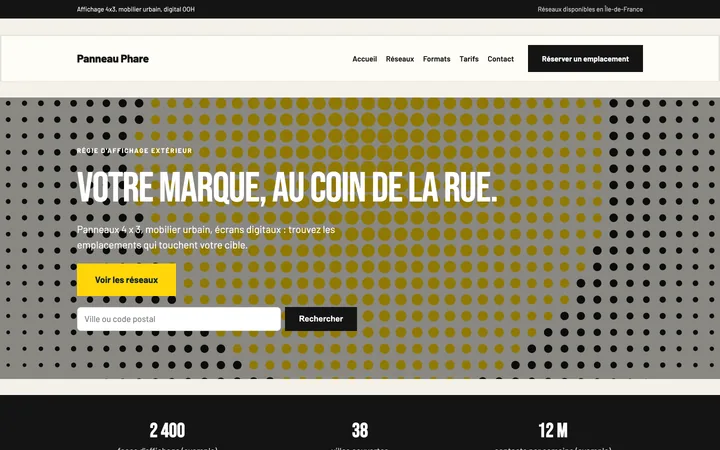 Affichage 4x3, mobilier urbain, digital OOH
Réseaux disponibles en Île-de-France
Panneau Phare
Accueil Réseaux Formats Tarifs Contact
Réserver un emplacement
RÉGIE D'AFFICHAGE EXTÉRIEUR
VOTRE MARQUE, AU COIN DE LA RUE.
Panneaux 4 x 3, mobilier urbain, écrans digitaux : trouvez les
emplacements qui touchent votre cible.
Voir les réseaux
Ville ou code postal
Rechercher
2 400
38
12 M